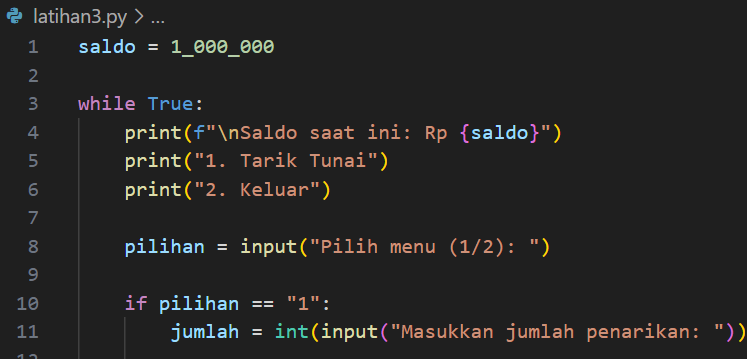 latihan3.py > ...
1 saldo = 1_000_000
2
3 while True:
4     print(f"\nSaldo saat ini: Rp {saldo}")
5     print("1. Tarik Tunai")
6     print("2. Keluar")
7
8     pilihan = input("Pilih menu (1/2): ")
9
10     if pilihan == "1":
11         jumlah = int(input("Masukkan jumlah penarikan: "))